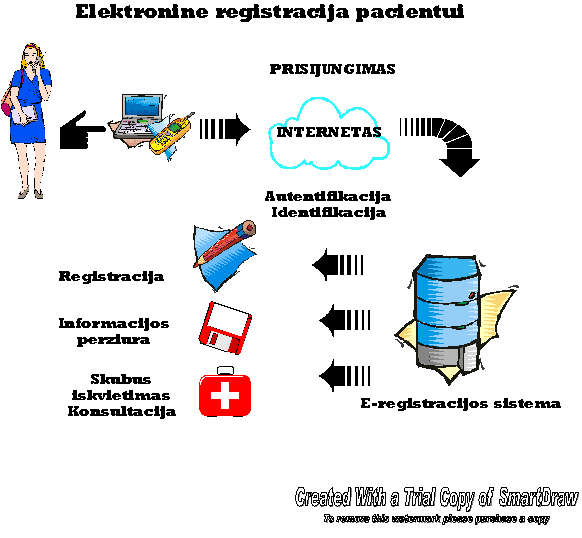 Elektronine registracija pacientui
PRISIJUNGIMAS
INTERNETAS
Autentifikacija
Identifikacija
Registracija
Informacijos
perziura
Skubus
iskvietimas
Konsultacija
E-registracijos sistema
Created With a Trial Copy of SmartDraw
To remove this watermark please purchase a copy